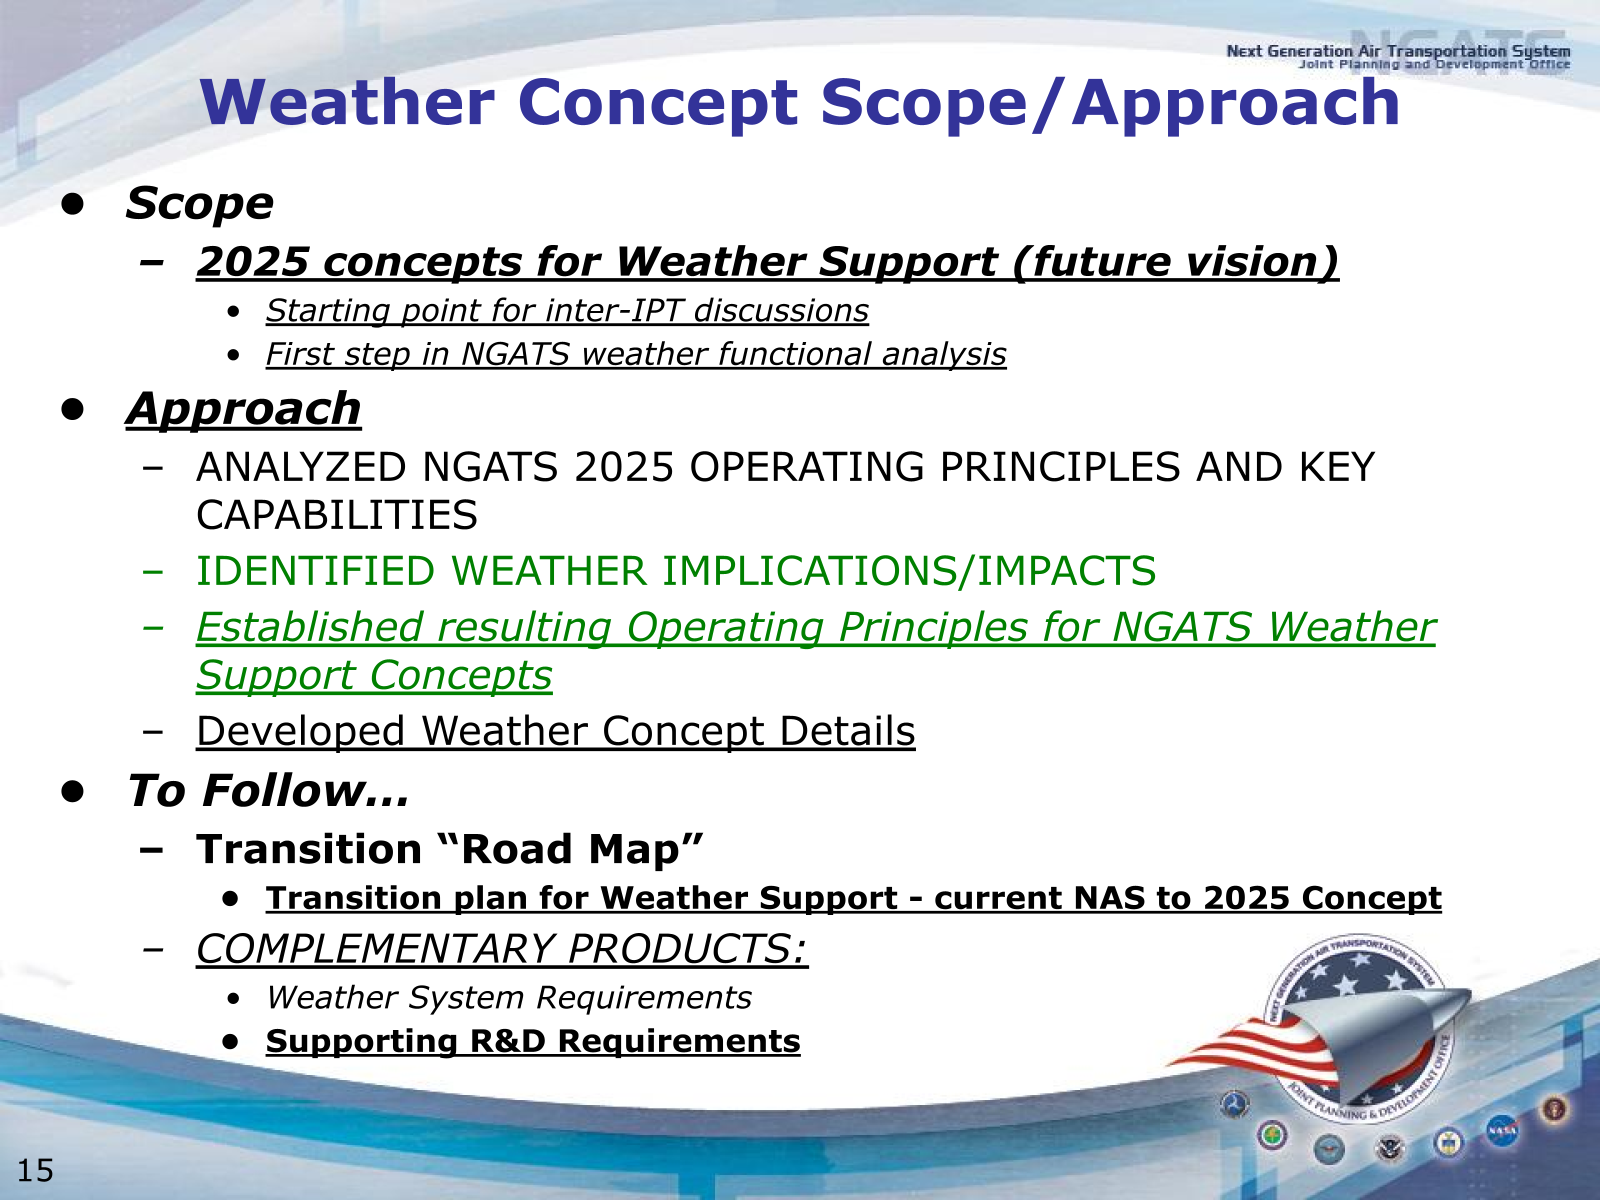 NGATS
Next Generation Air Transportation System
Joint Planning and Development Office
Weather Concept Scope/Approach
• Scope
– 2025 concepts for Weather Support (future vision)
• Starting point for inter-IPT discussions
• First step in NGATS weather functional analysis
• Approach
– ANALYZED NGATS 2025 OPERATING PRINCIPLES AND KEY
CAPABILITIES
– IDENTIFIED WEATHER IMPLICATIONS/IMPACTS
– Established resulting Operating Principles for NGATS Weather
Support Concepts
– Developed Weather Concept Details
• To Follow…
– Transition “Road Map”
• Transition plan for Weather Support - current NAS to 2025 Concept
– COMPLEMENTARY PRODUCTS:
• Weather System Requirements
• Supporting R&D Requirements
NEXT GENERATION AIR TRANSPORTATION SYSTEM
JOINT PLANNING & DEVELOPMENT OFFICE
NASA
15